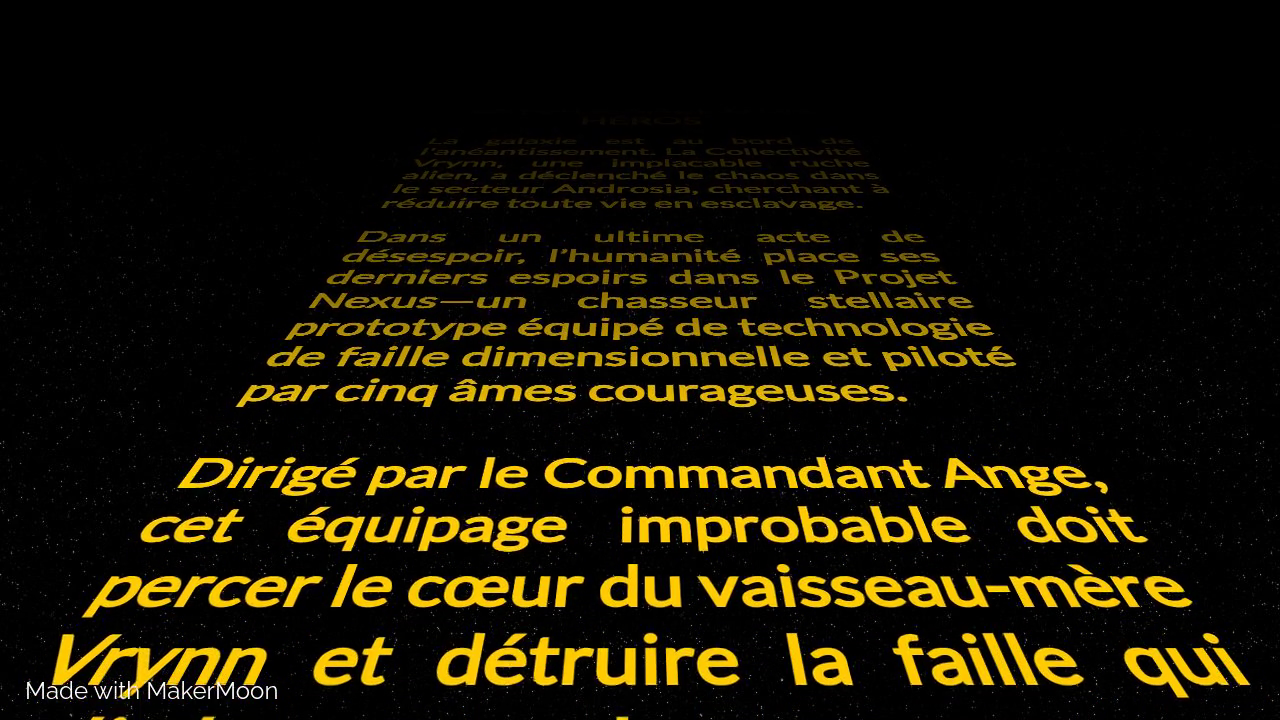 HÉROS
La galaxie est au bord de
l'anéantissement. La Collectivité
Vrynn, une implacable ruche
alien, a déclenché le chaos dans
le secteur Androsia, cherchant à
réduire toute vie en esclavage.
Dans un ultime acte de
désespoir, l’humanité place ses
derniers espoirs dans le Projet
Nexus—un chasseur stellaire
prototype équipé de technologie
de faille dimensionnelle et piloté
par cinq âmes courageuses.
Dirigé par le Commandant Ange,
cet équipage improbable doit
percer le cœur du vaisseau-mère
Vrynn et détruire la faille qui
Made with MakerMoon